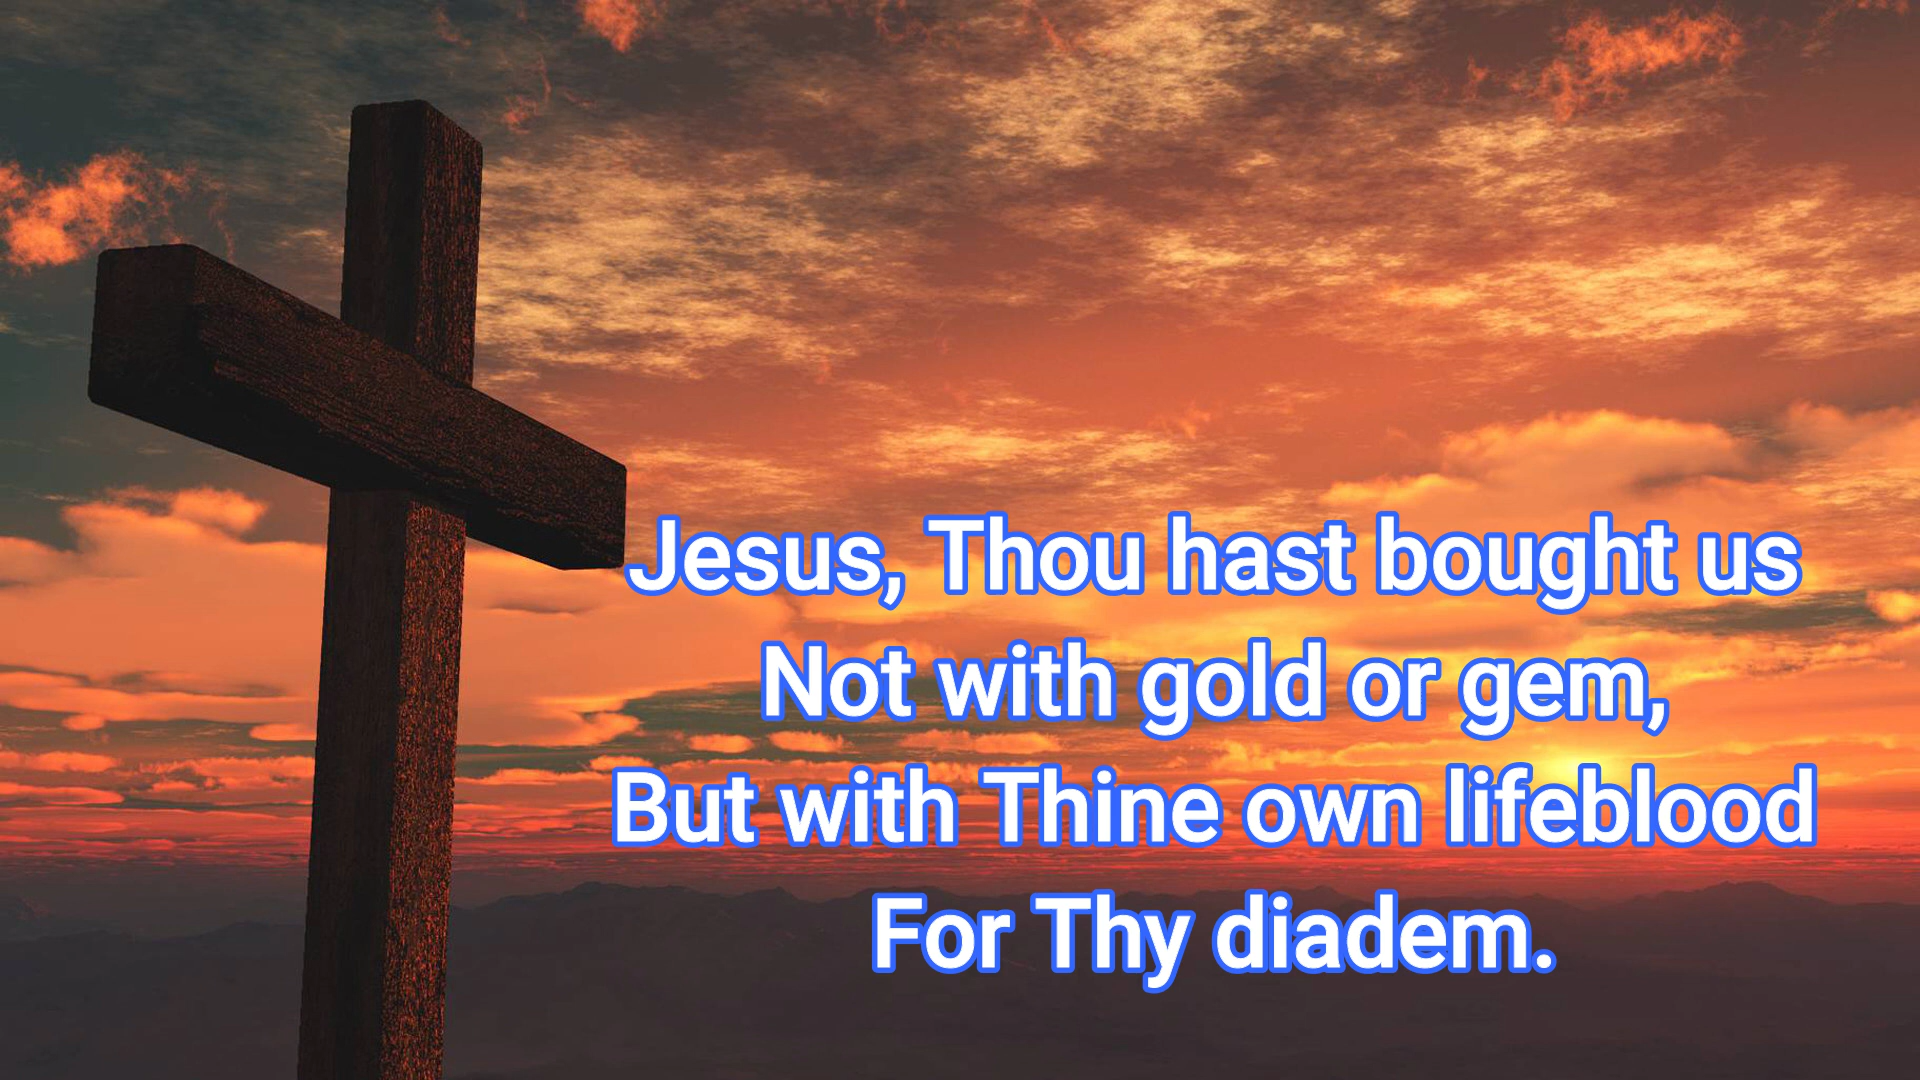 Jesus, Thou hast bought us
Not with gold or gem,
But with Thine own lifeblood
For Thy diadem.